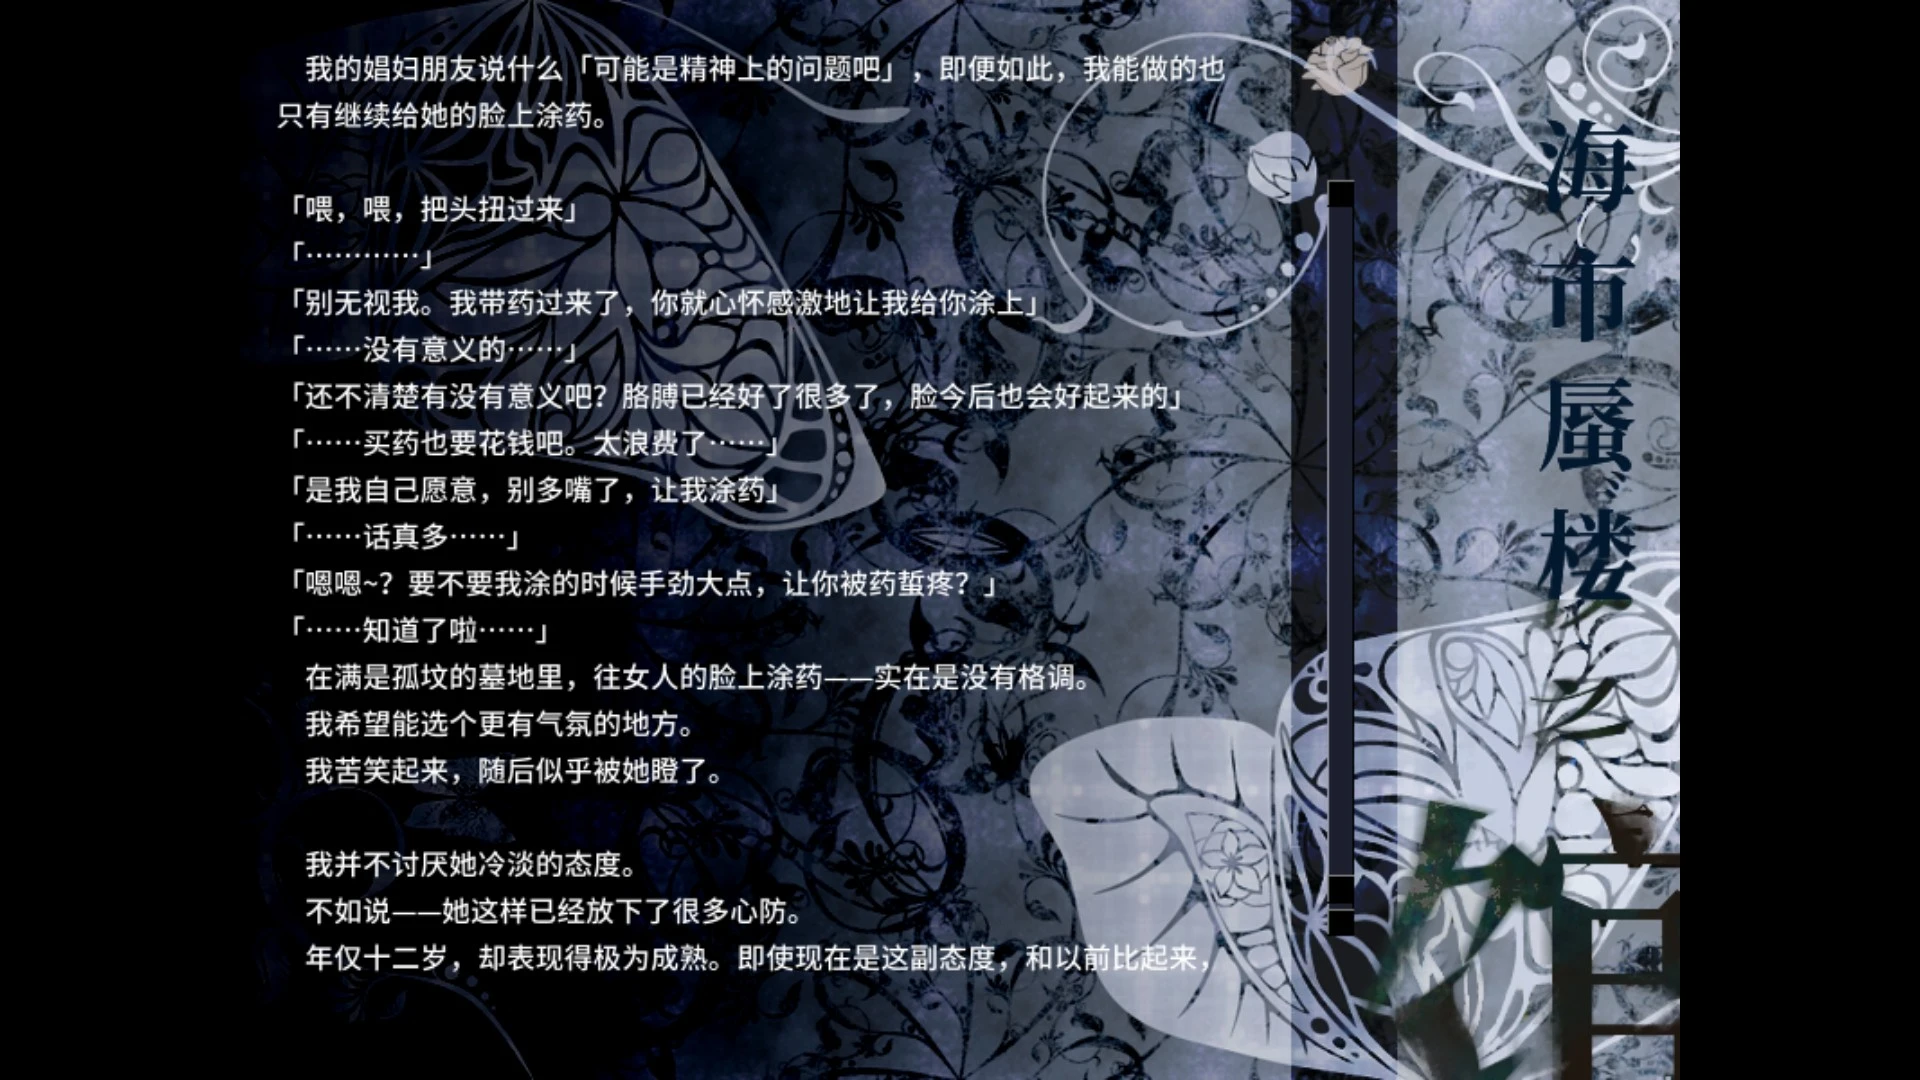 我的娼妇朋友说什么「可能是精神上的问题吧」，即便如此，我能做的也
只有继续给她的脸上涂药。
「喂，喂，把头扭过来」
「…………」
「别无视我。我带药过来了，你就心怀感激地让我给你涂上」
「……没有意义的……」
「还不清楚有没有意义吧？胳膊已经好了很多了，脸今后也会好起来的」
「……买药也要花钱吧。太浪费了……」
「是我自己愿意，别多嘴了，让我涂药」
「……话真多……」
「嗯嗯~？要不要我涂的时候手劲大点，让你被药蜇疼？」
「……知道了啦……」
在满是孤坟的墓地里，往女人的脸上涂药——实在是没有格调。
我希望能选个更有气氛的地方。
我苦笑起来，随后似乎被她瞪了。
我并不讨厌她冷淡的态度。
不如说——她这样已经放下了很多心防。
年仅十二岁，却表现得极为成熟。即使现在是这副态度，和以前比起来，
海市蜃楼之馆